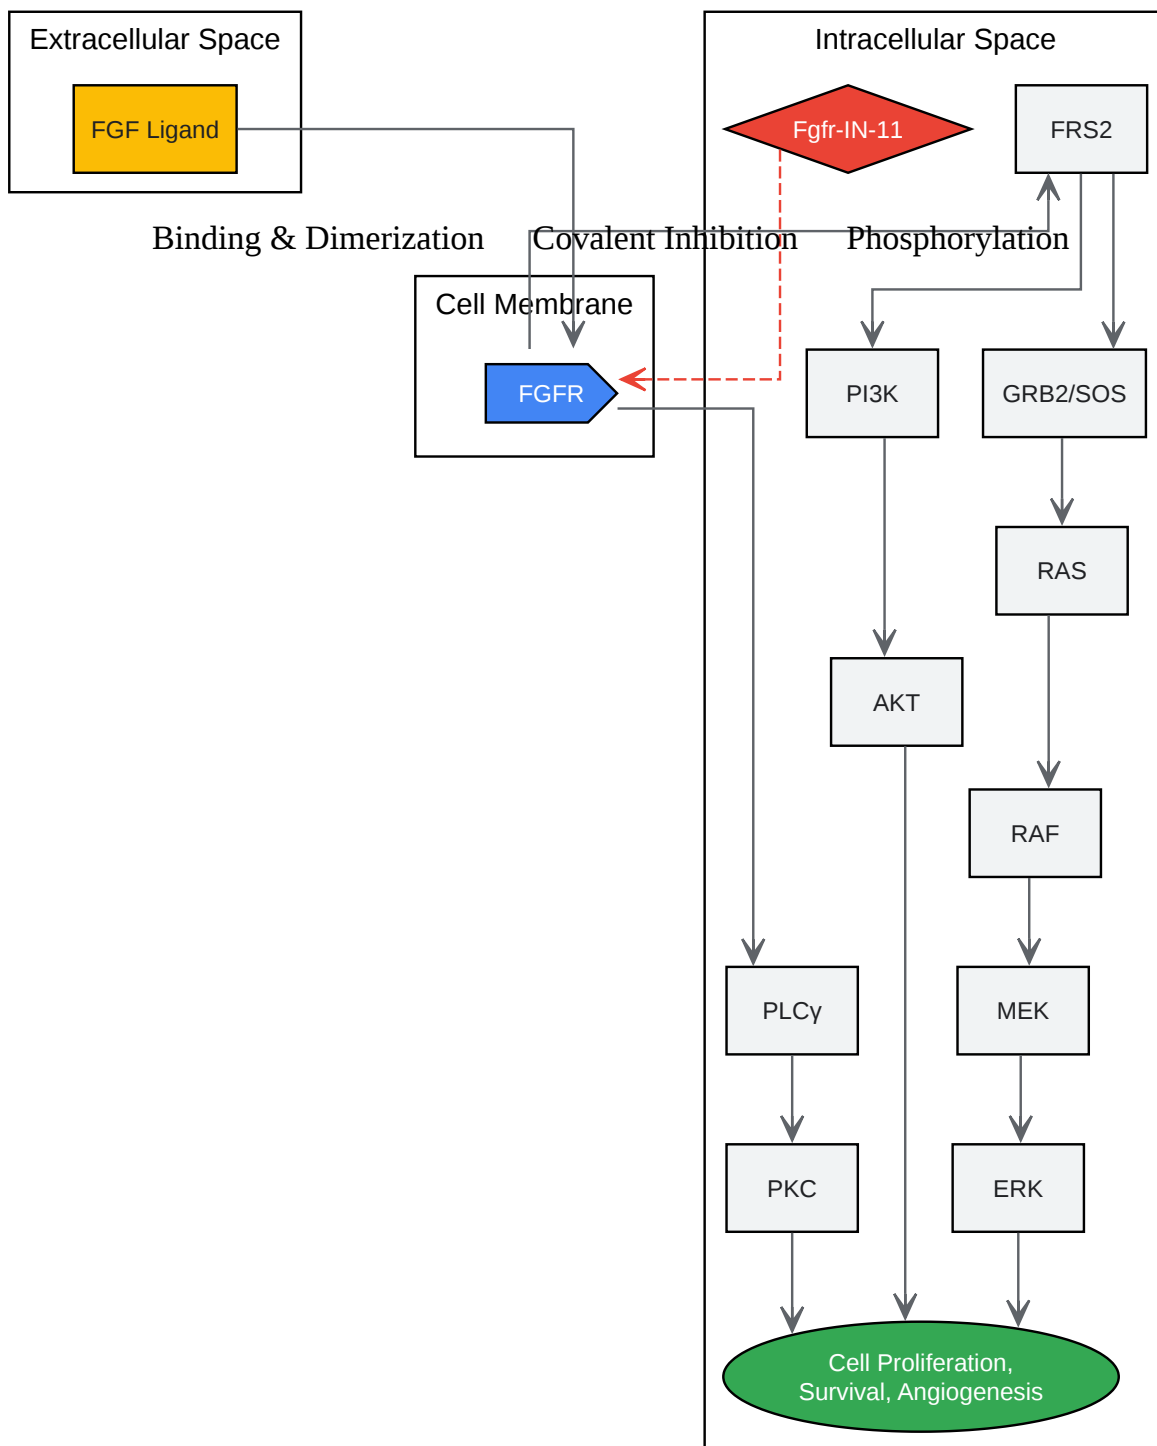 Extracellular Space
Intracellular Space
FGF Ligand
Fgfr-IN-11
FRS2
Binding & Dimerization
Covalent Inhibition
Phosphorylation
Cell Membrane
FGFR
PI3K
GRB2/SOS
RAS
AKT
RAF
PLCγ
MEK
PKC
ERK
Cell Proliferation,
Survival, Angiogenesis